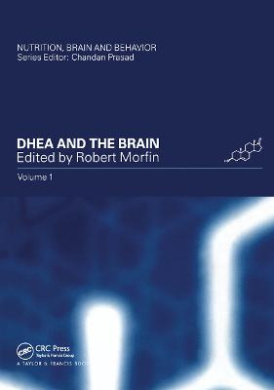 NUTRITION, BRAIN AND BEHAVIOR
Series Editor: Chandan Prasad
DHEA AND THE BRAIN
Edited by Robert Morfin
Volume 1
CRC Press
Taylor & Francis Group
A TAYLOR & FRANCIS BOOK